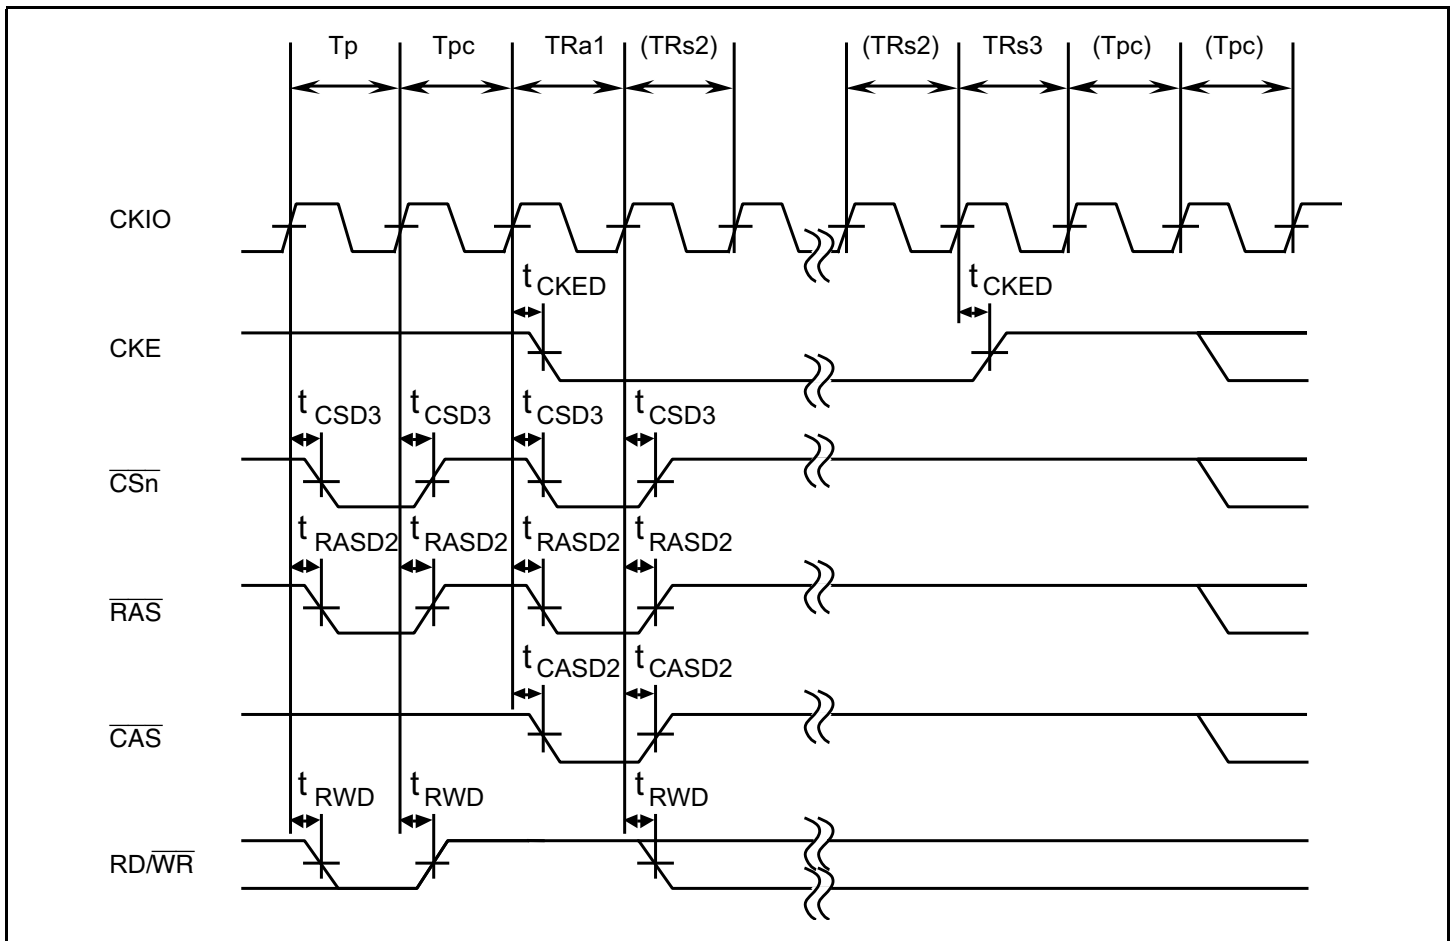 Tp Tpc TRa1 (TRs2) (TRs2) TRs3 (Tpc) (Tpc)
CKIO
tCKED tCKED
CKE
tCSD3 tCSD3 tCSD3 tCSD3
CSn
tRASD2 tRASD2 tRASD2 tRASD2
RAS
tCASD2 tCASD2
CAS
tRWD tRWD tRWD
RD/WR